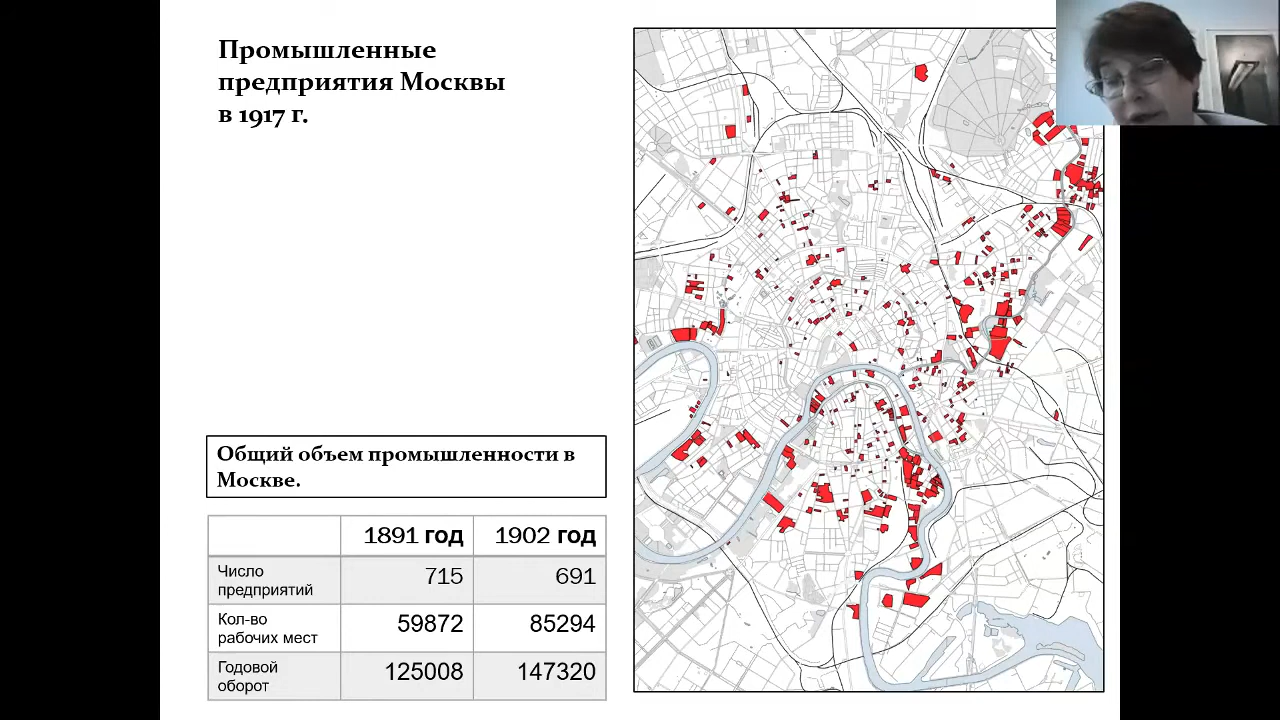 Промышленные
предприятия Москвы
в 1917 г.
Общий объем промышленности в
Москве.
1891 год 1902 год
Число
предприятий 715 691
Кол-во
рабочих мест 59872 85294
Годовой
оборот 125008 147320